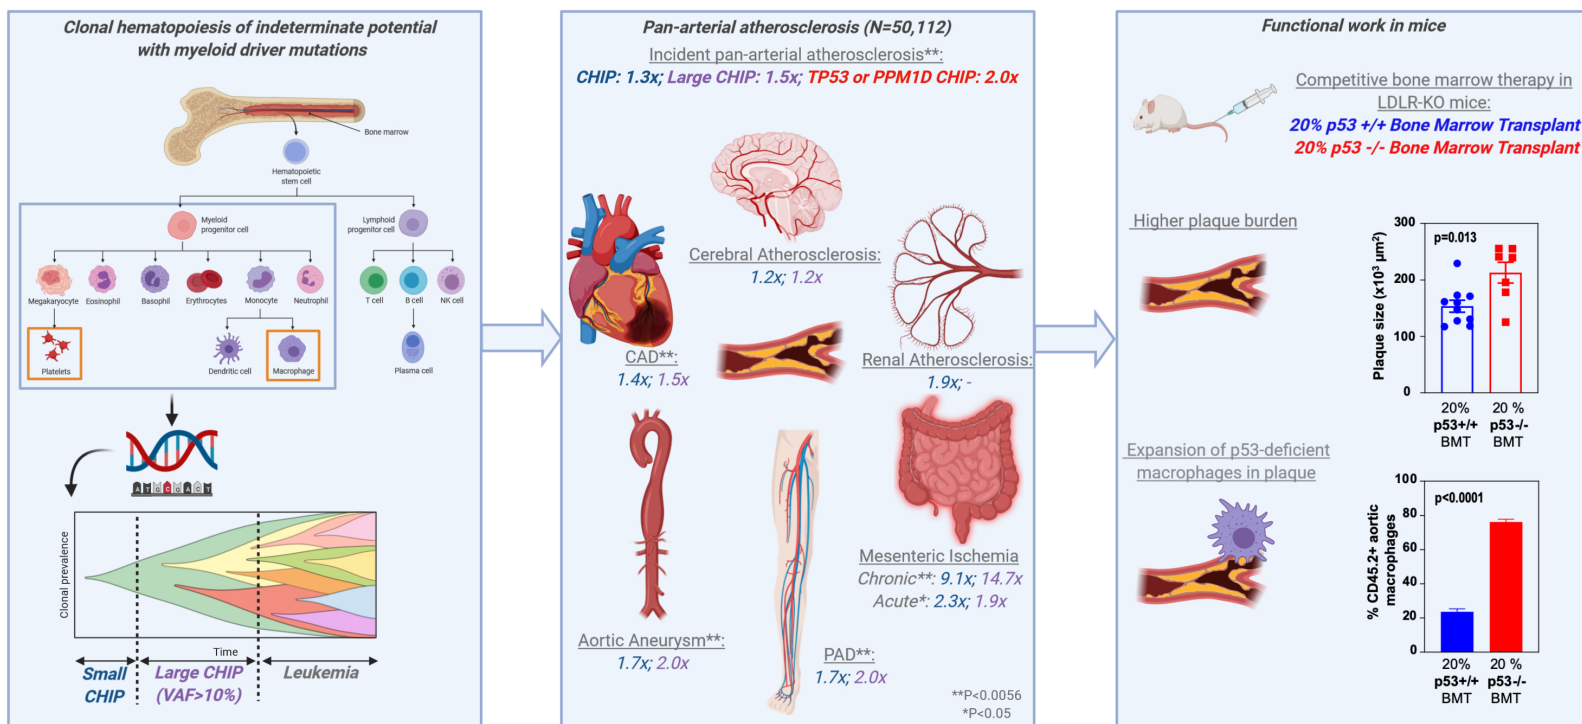 Clonal hematopoiesis of indeterminate potential
with myeloid driver mutations
Bone marrow
Hematopoietic
stem cell
Myeloid
progenitor cell
Lymphoid
progenitor cell
Megakaryocyte
Eosinophil
Basophil
Erythrocytes
Monocyte
Neutrophil
T cell
B cell
NK cell
Platelets
Dendritic cell
Macrophage
Plasma cell
A T G C G A C T
Clonal prevalence
Time
Small
CHIP
Large CHIP
(VAF>10%)
Leukemia
Pan-arterial atherosclerosis (N=50,112)
Incident pan-arterial atherosclerosis**:
CHIP: 1.3x; Large CHIP: 1.5x; TP53 or PPM1D CHIP: 2.0x
Cerebral Atherosclerosis:
1.2x; 1.2x
CAD**:
1.4x; 1.5x
Renal Atherosclerosis:
1.9x; -
Mesenteric Ischemia
Chronic**: 9.1x; 14.7x
Acute*: 2.3x; 1.9x
Aortic Aneurysm**:
1.7x; 2.0x
PAD**:
1.7x; 2.0x
**P<0.0056
*P<0.05
Functional work in mice
Competitive bone marrow therapy in
LDLR-KO mice:
20% p53 +/+ Bone Marrow Transplant
20% p53 -/- Bone Marrow Transplant
Higher plaque burden
Plaque size (x10³ µm²)
300
200
100
0
p=0.013
20%
p53+/+
BMT
20 %
p53-/-
BMT
Expansion of p53-deficient
macrophages in plaque
% CD45.2+ aortic
macrophages
100
80
60
40
20
0
p<0.0001
20%
p53+/+
BMT
20 %
p53-/-
BMT